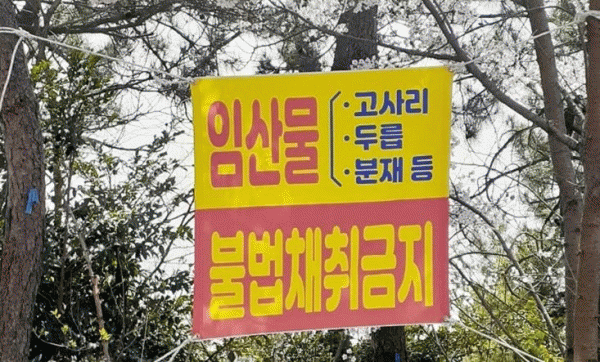 임산물
· 고사리
· 두릅
· 분재 등
불법채취금지